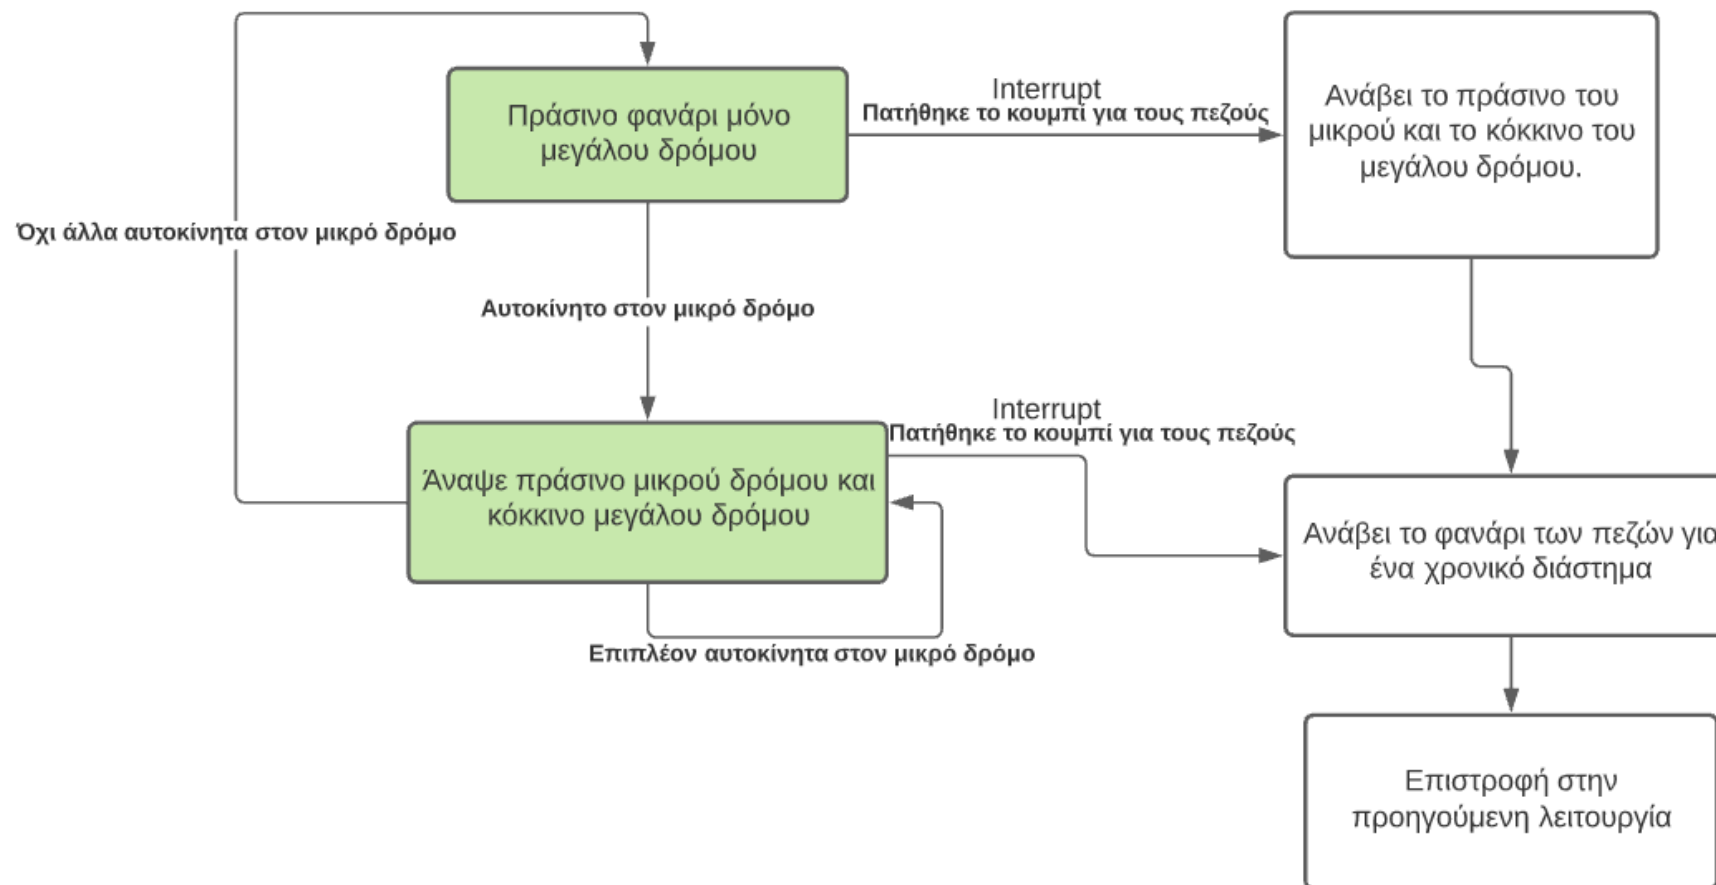 Πράσινο φανάρι μόνο
μεγάλου δρόμου
Interrupt
Πατήθηκε το κουμπί για τους πεζούς
Ανάβει το πράσινο του
μικρού και το κόκκινο του
μεγάλου δρόμου.
Όχι άλλα αυτοκίνητα στον μικρό δρόμο
Αυτοκίνητο στον μικρό δρόμο
Interrupt
Πατήθηκε το κουμπί για τους πεζούς
Άναψε πράσινο μικρού δρόμου και
κόκκινο μεγάλου δρόμου
Ανάβει το φανάρι των πεζών για
ένα χρονικό διάστημα
Επιπλέον αυτοκίνητα στον μικρό δρόμο
Επιστροφή στην
προηγούμενη λειτουργία